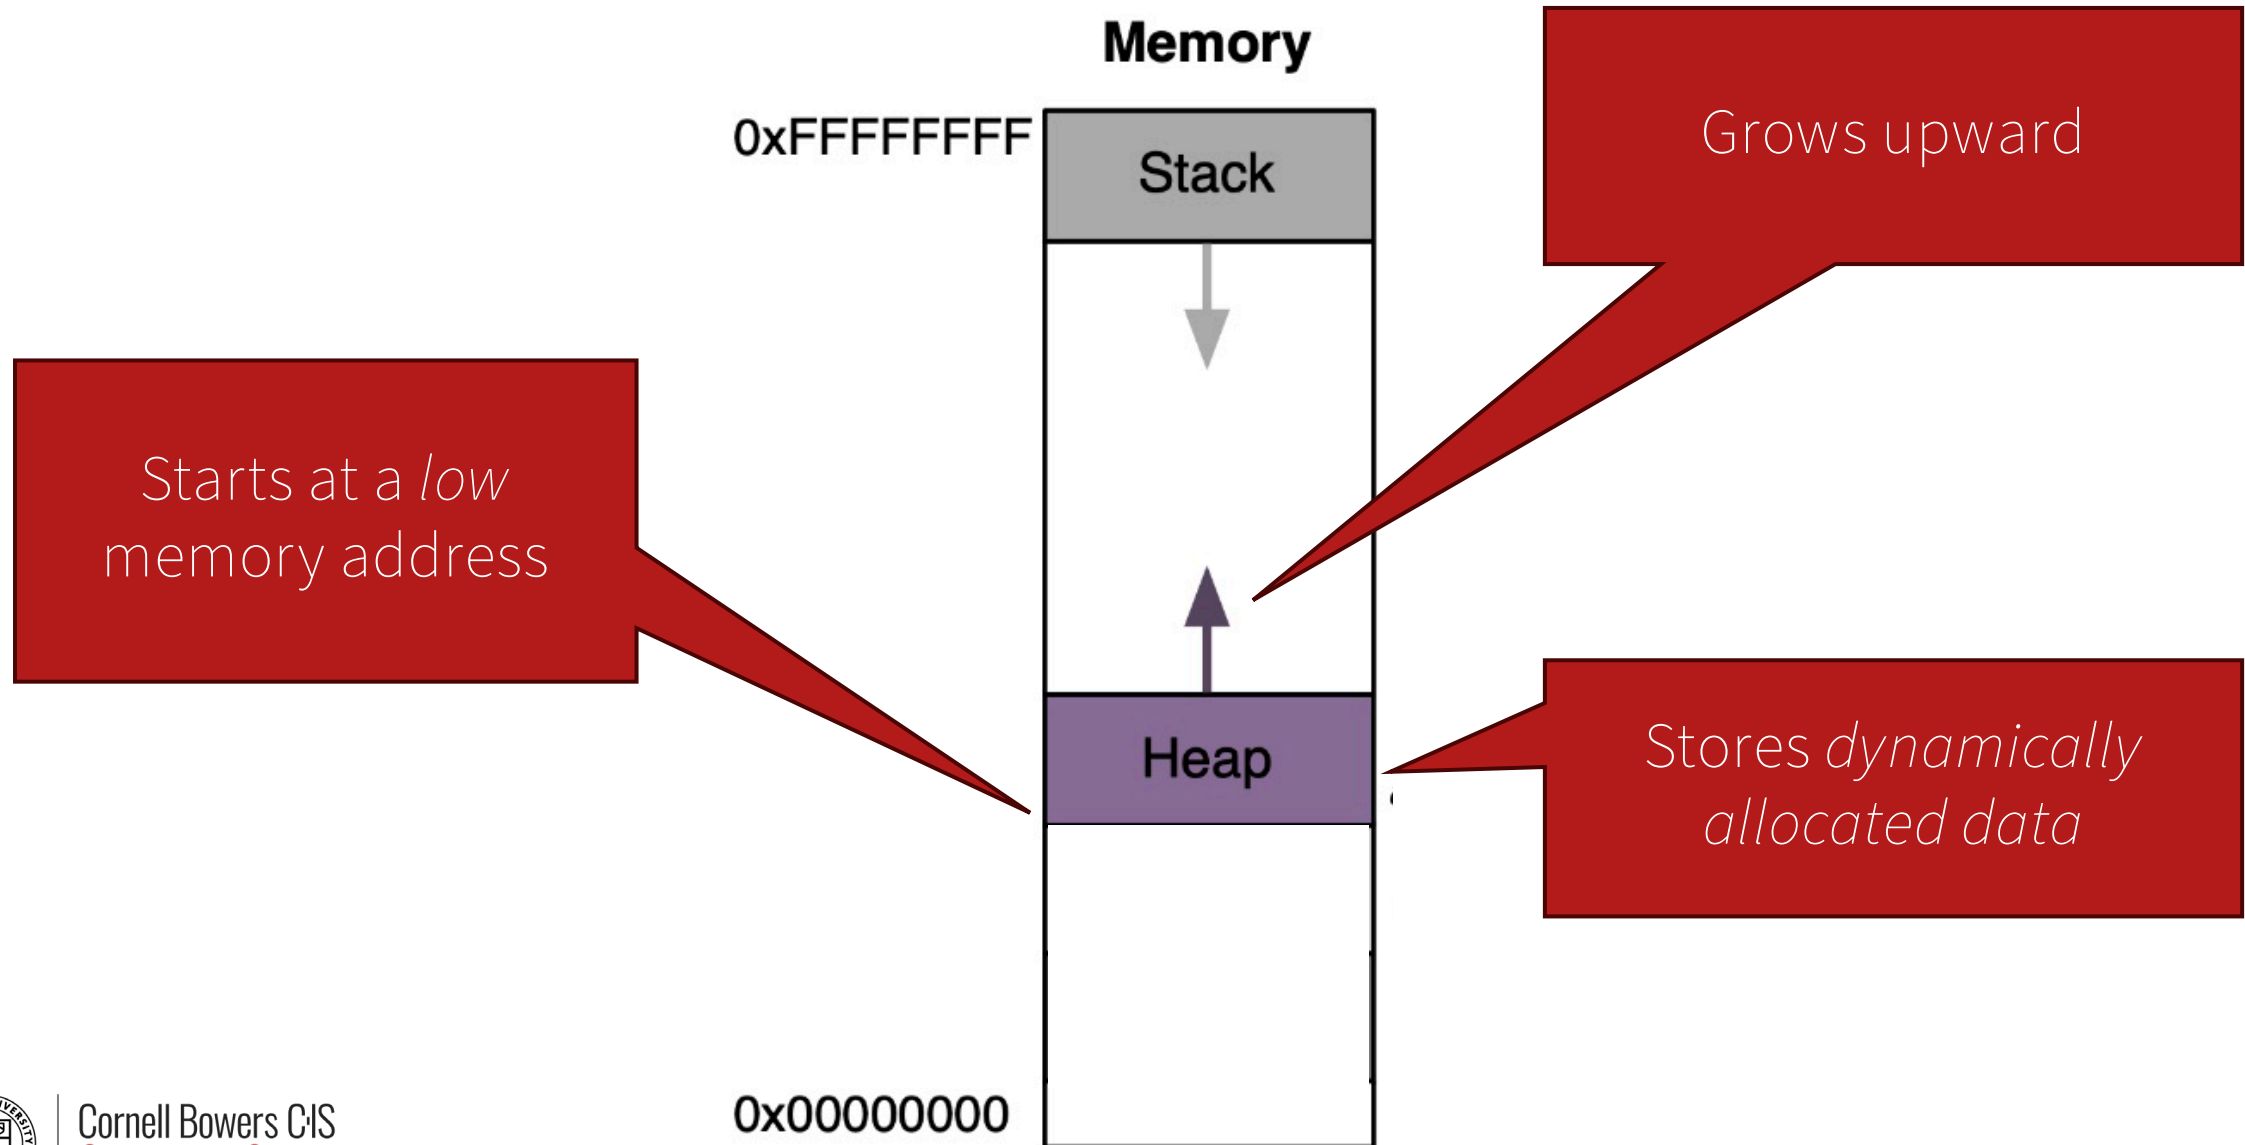 Memory
0xFFFFFFFF
Stack
Grows upward
Starts at a low
memory address
Heap
Stores dynamically
allocated data
0x00000000
Cornell Bowers CIS